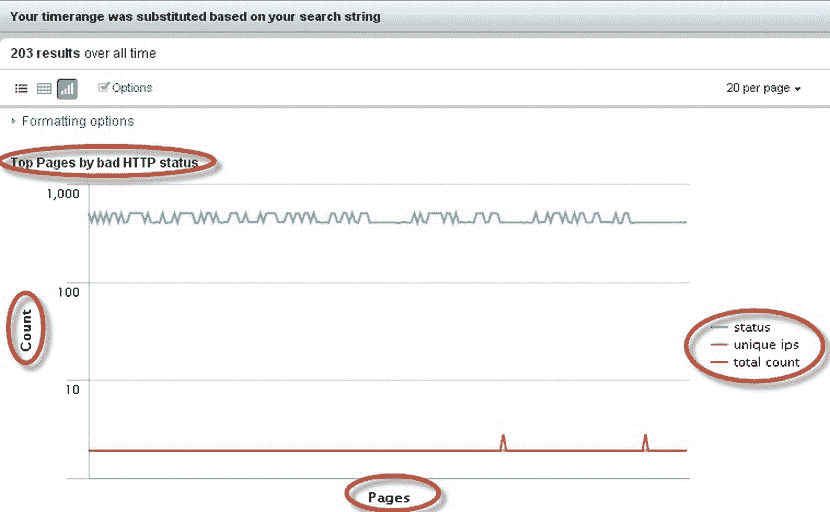 Your timerange was substituted based on your search string
203 results over all time
Options
20 per page
Formatting options
Top Pages by bad HTTP status
1,000
100
10
Count
status
unique ips
total count
Pages